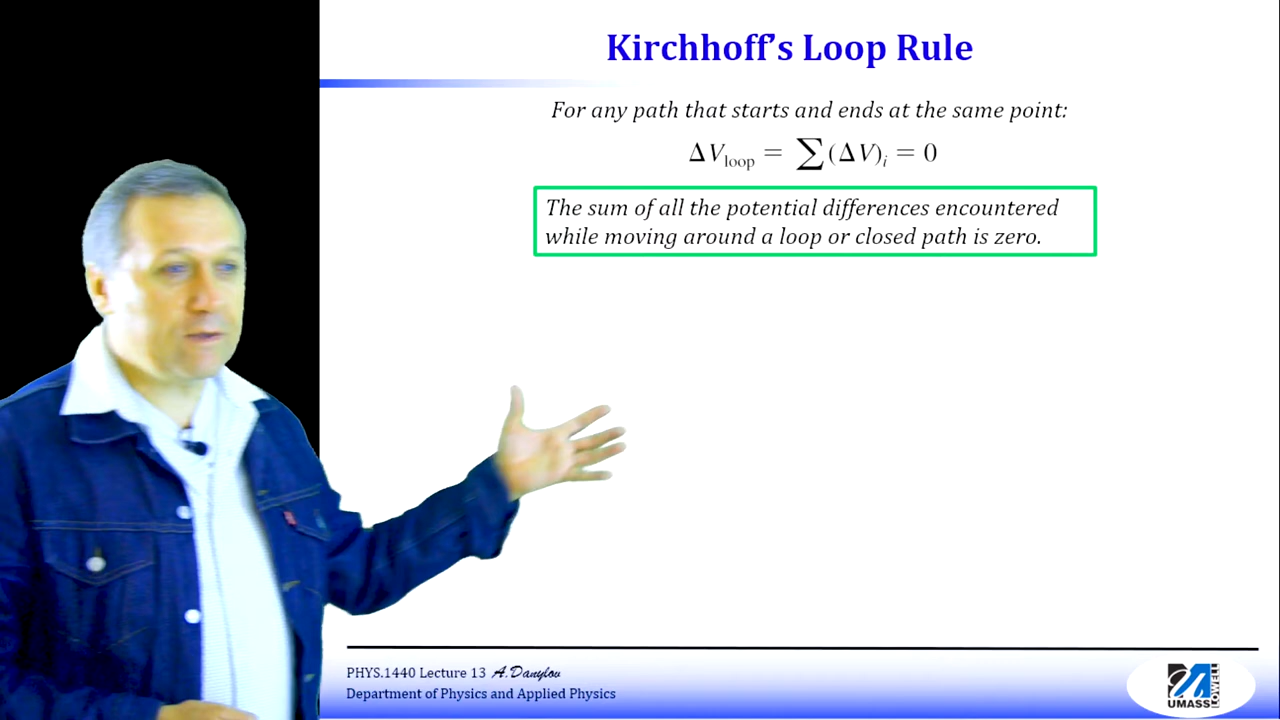 Kirchhoff’s Loop Rule
For any path that starts and ends at the same point:
ΔV_loop = ∑(ΔV)_i = 0
The sum of all the potential differences encountered
while moving around a loop or closed path is zero.
PHYS.1440 Lecture 13 A.Danylov
Department of Physics and Applied Physics
UMASS
LOWELL